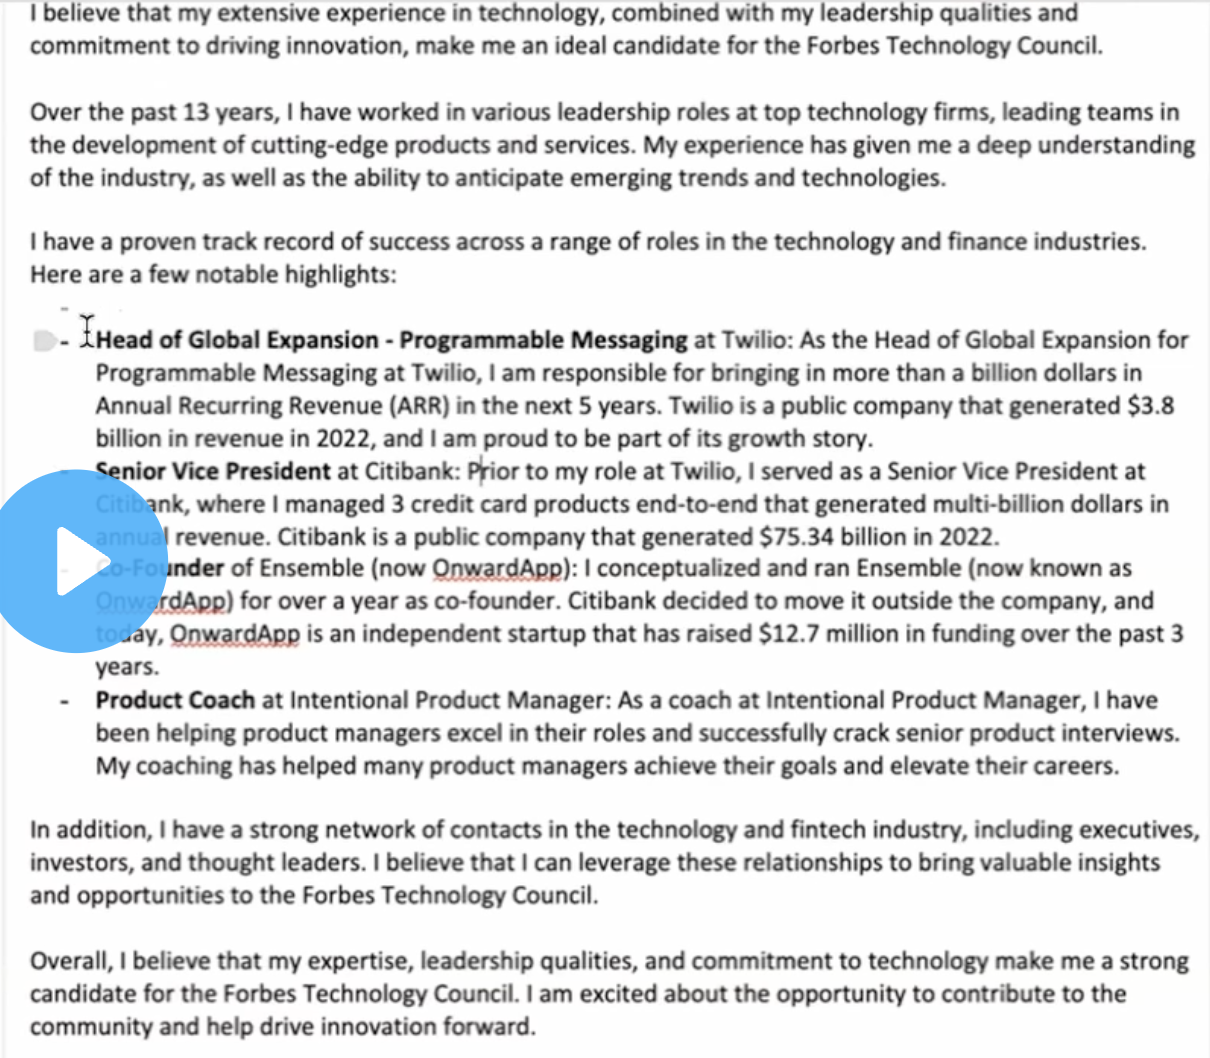 I believe that my extensive experience in technology, combined with my leadership qualities and
commitment to driving innovation, make me an ideal candidate for the Forbes Technology Council.
Over the past 13 years, I have worked in various leadership roles at top technology firms, leading teams in
the development of cutting-edge products and services. My experience has given me a deep understanding
of the industry, as well as the ability to anticipate emerging trends and technologies.
I have a proven track record of success across a range of roles in the technology and finance industries.
Here are a few notable highlights:
-
- Head of Global Expansion - Programmable Messaging at Twilio: As the Head of Global Expansion for
Programmable Messaging at Twilio, I am responsible for bringing in more than a billion dollars in
Annual Recurring Revenue (ARR) in the next 5 years. Twilio is a public company that generated $3.8
billion in revenue in 2022, and I am proud to be part of its growth story.
- Senior Vice President at Citibank: Prior to my role at Twilio, I served as a Senior Vice President at
Citibank, where I managed 3 credit card products end-to-end that generated multi-billion dollars in
annual revenue. Citibank is a public company that generated $75.34 billion in 2022.
- Co-Founder of Ensemble (now OnwardApp): I conceptualized and ran Ensemble (now known as
OnwardApp) for over a year as co-founder. Citibank decided to move it outside the company, and
today, OnwardApp is an independent startup that has raised $12.7 million in funding over the past 3
years.
- Product Coach at Intentional Product Manager: As a coach at Intentional Product Manager, I have
been helping product managers excel in their roles and successfully crack senior product interviews.
My coaching has helped many product managers achieve their goals and elevate their careers.
In addition, I have a strong network of contacts in the technology and fintech industry, including executives,
investors, and thought leaders. I believe that I can leverage these relationships to bring valuable insights
and opportunities to the Forbes Technology Council.
Overall, I believe that my expertise, leadership qualities, and commitment to technology make me a strong
candidate for the Forbes Technology Council. I am excited about the opportunity to contribute to the
community and help drive innovation forward.